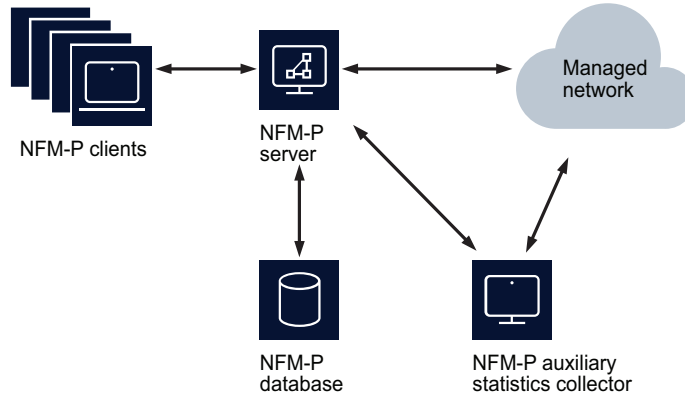 Managed
network
NFM-P clients
NFM-P
server
NFM-P
database
NFM-P auxiliary
statistics collector